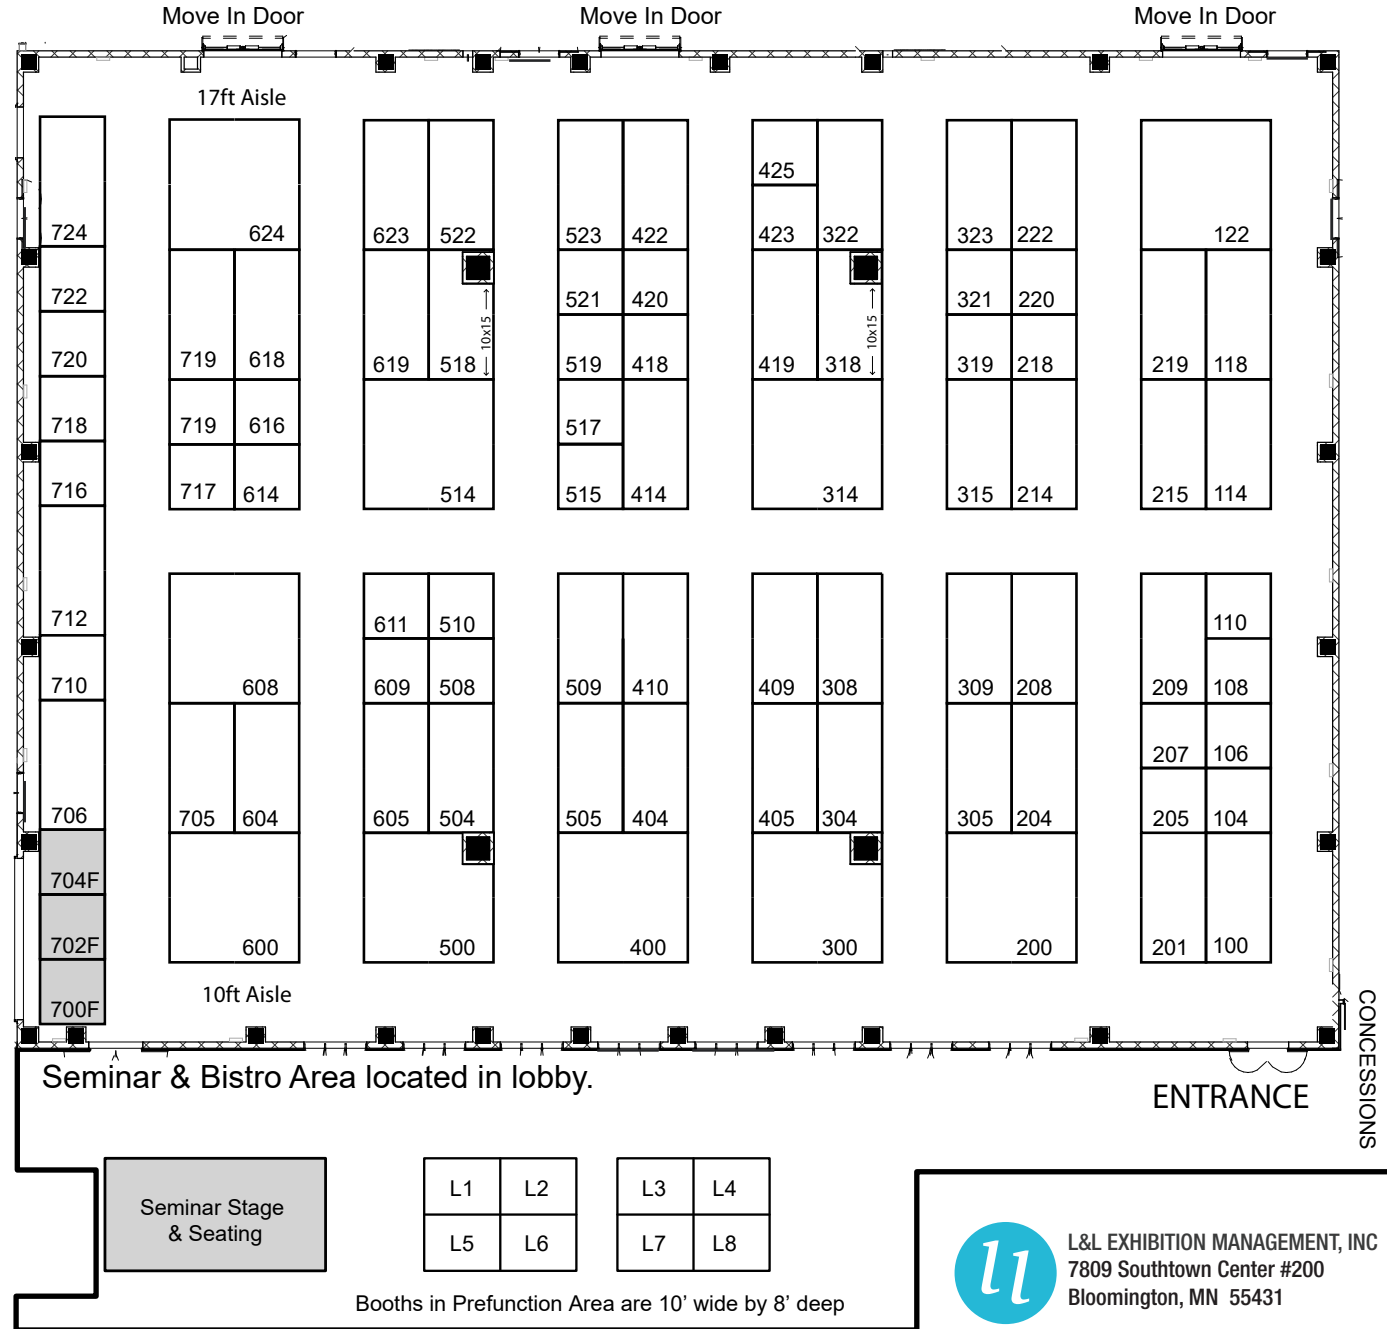 Move In Door Move In Door Move In Door
17ft Aisle
425
724 624 623 522 523 422 423 322 323 222 122
722 521 420 321 220
10x15 10x15
720 719 618 619 518 519 418 419 318 319 218 219 118
718 719 616 517
716 717 614 514 515 414 314 315 214 215 114
712 611 510 110
710 608 609 508 509 410 409 308 309 208 209 108
207 106
706 705 604 605 504 505 404 405 304 305 204 205 104
704F
702F 600 500 400 300 200 201 100
10ft Aisle
700F
CONCESSIONS
Seminar & Bistro Area located in lobby.
ENTRANCE
Seminar Stage
& Seating
L1 L2 L3 L4
L5 L6 L7 L8
Booths in Prefunction Area are 10' wide by 8' deep
ll
L&L EXHIBITION MANAGEMENT, INC
7809 Southtown Center #200
Bloomington, MN 55431